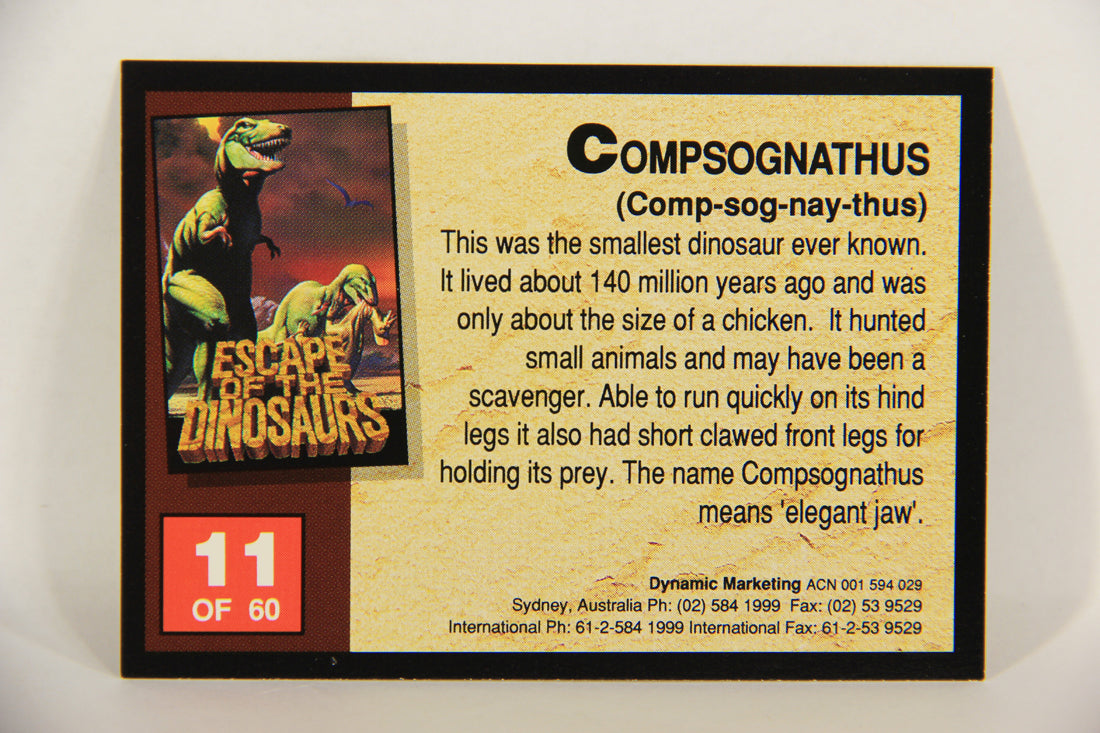 COMPSOGNATHUS
(Comp-sog-nay-thus)
This was the smallest dinosaur ever known.
It lived about 140 million years ago and was
only about the size of a chicken. It hunted
small animals and may have been a
scavenger. Able to run quickly on its hind
legs it also had short clawed front legs for
holding its prey. The name Compsognathus
means 'elegant jaw'.
ESCAPE
OF THE
DINOSAURS
11
OF 60
Dynamic Marketing ACN 001 594 029
Sydney, Australia Ph: (02) 584 1999 Fax: (02) 53 9529
International Ph: 61-2-584 1999 International Fax: 61-2-53 9529